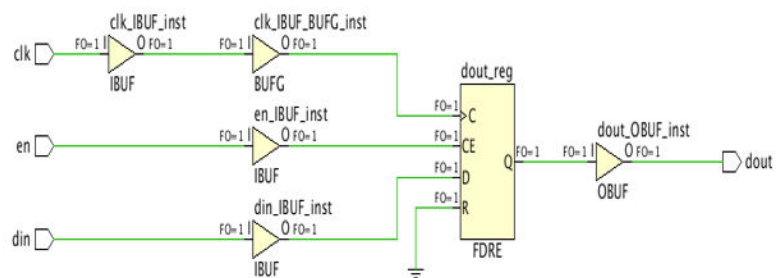 clk_IBUF_inst clk_IBUF_BUFG_inst
clk FO=1 I O FO=1 FO=1 I O FO=1 dout_reg
IBUF BUFG
FO=1 C
en_IBUF_inst dout_OBUF_inst
en FO=1 I O FO=1 FO=1 CE Q FO=1 FO=1 I O FO=1 dout
IBUF FO=1 D OBUF
din_IBUF_inst FO=1 R
din FO=1 I O FO=1 FDRE
IBUF